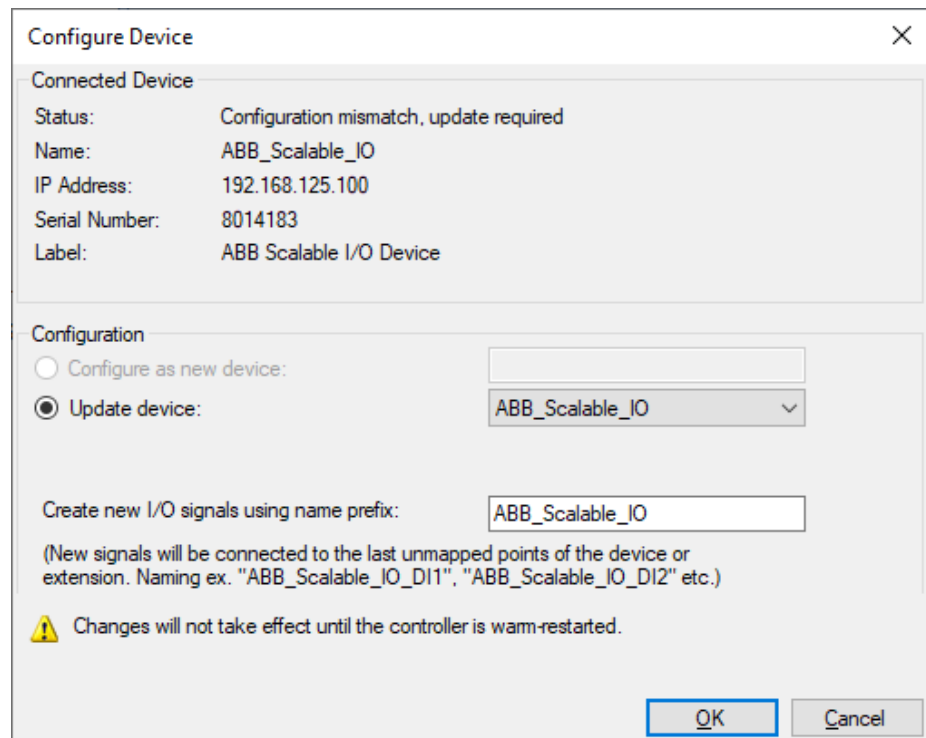 Configure Device
Connected Device
Status: Configuration mismatch, update required
Name: ABB_Scalable_IO
IP Address: 192.168.125.100
Serial Number: 8014183
Label: ABB Scalable I/O Device
Configuration
Configure as new device:
Update device: ABB_Scalable_IO
Create new I/O signals using name prefix: ABB_Scalable_IO
(New signals will be connected to the last unmapped points of the device or
extension. Naming ex. "ABB_Scalable_IO_DI1", "ABB_Scalable_IO_DI2" etc.)
Changes will not take effect until the controller is warm-restarted.
OK Cancel